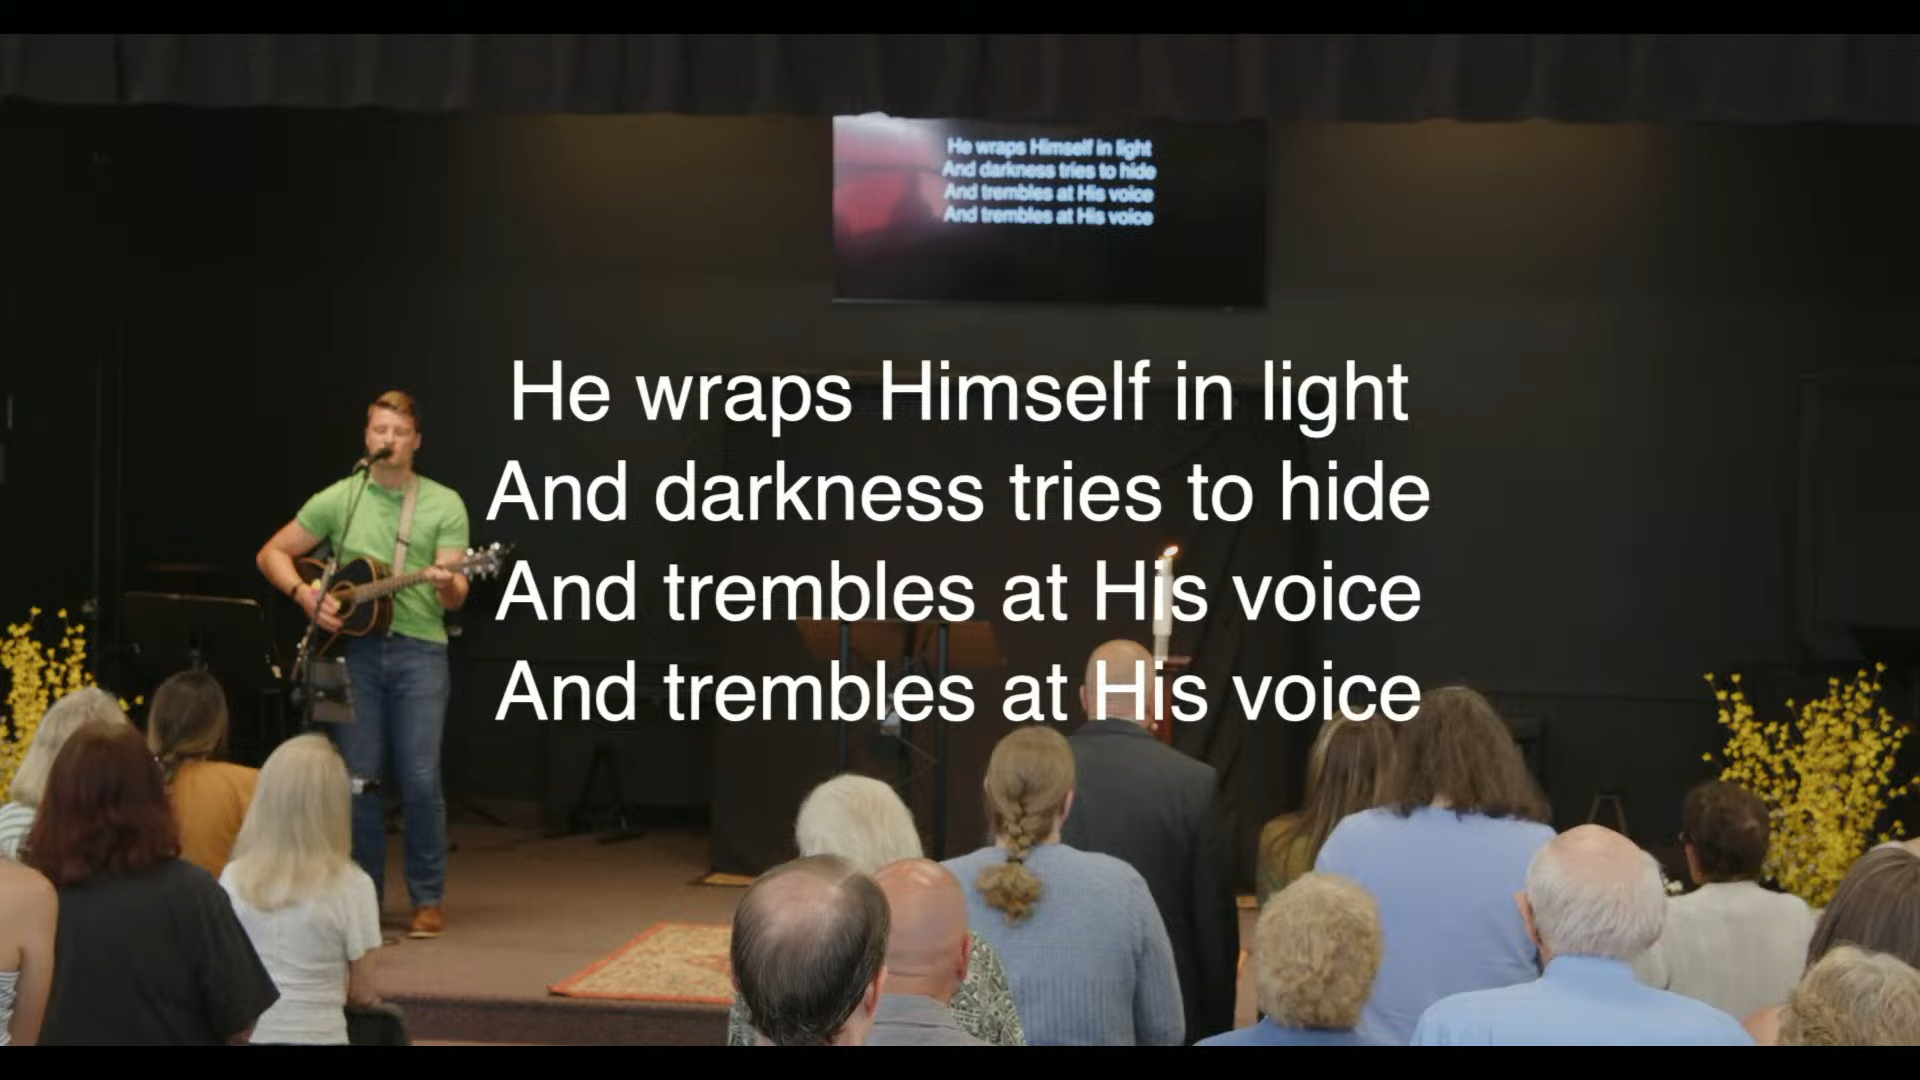 He wraps Himself in light
And darkness tries to hide
And trembles at His voice
And trembles at His voice
He wraps Himself in light
And darkness tries to hide
And trembles at His voice
And trembles at His voice